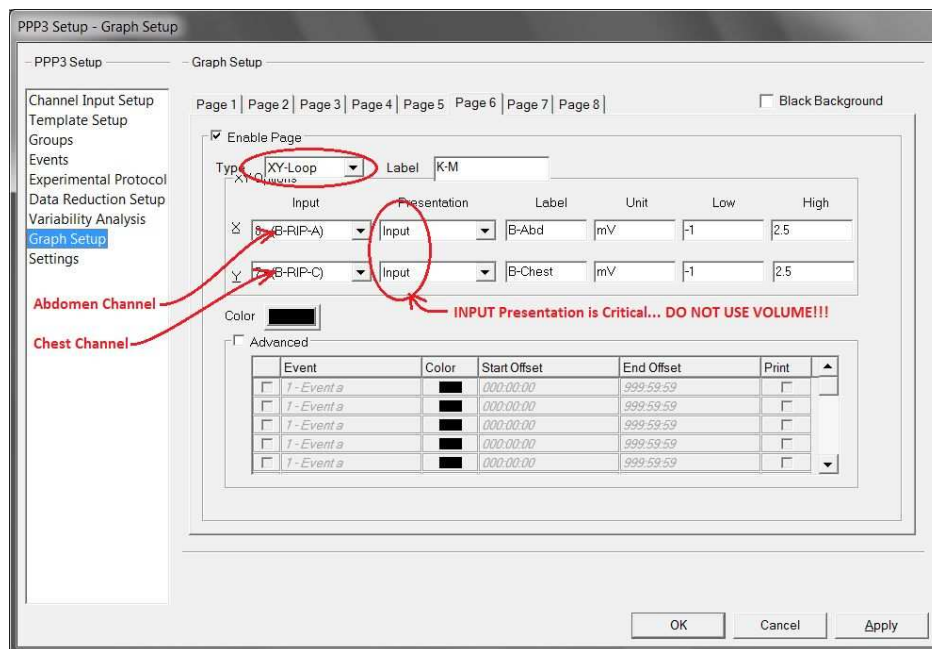 PPP3 Setup - Graph Setup
PPP3 Setup
Graph Setup
Channel Input Setup
Template Setup
Groups
Events
Experimental Protocol
Data Reduction Setup
Variability Analysis
Graph Setup
Settings
Page 1 Page 2 Page 3 Page 4 Page 5 Page 6 Page 7 Page 8
Black Background
Enable Page
Type XY-Loop Label K-M
XY Options
Input Presentation Label Unit Low High
X 8: (B-RIP-A) Input B-Abd mV -1 2.5
Y 7: (B-RIP-C) Input B-Chest mV -1 2.5
Abdomen Channel
Chest Channel
INPUT Presentation is Critical... DO NOT USE VOLUME!!!
Color
Advanced
Event Color Start Offset End Offset Print
1 - Event a 000:00:00 999:59:59
1 - Event a 000:00:00 999:59:59
1 - Event a 000:00:00 999:59:59
1 - Event a 000:00:00 999:59:59
1 - Event a 000:00:00 999:59:59
OK Cancel Apply